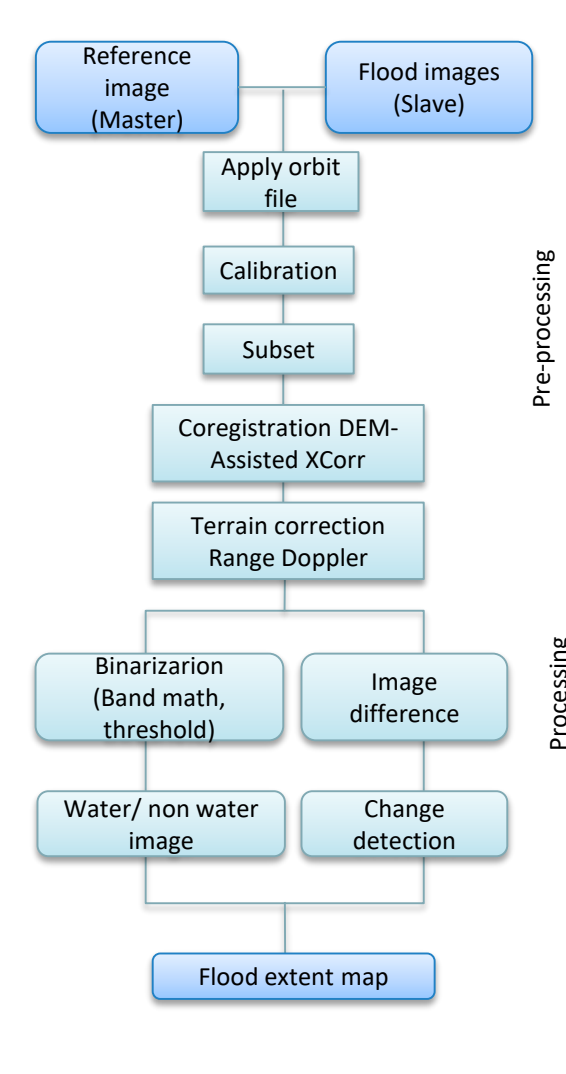 Reference
image
(Master)
Flood images
(Slave)
Apply orbit
file
Calibration
Subset
Coregistration DEM-
Assisted XCorr
Terrain correction
Range Doppler
Pre-processing
Binarizarion
(Band math,
threshold)
Image
difference
Water/ non water
image
Change
detection
Processing
Flood extent map